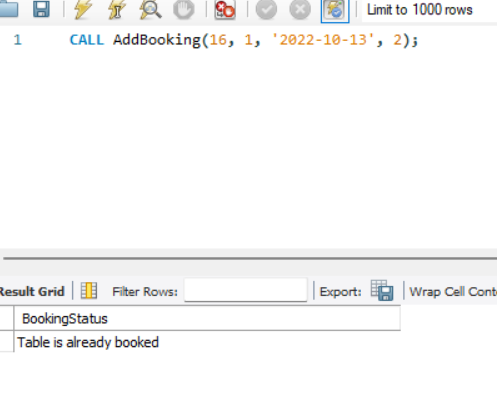 Limit to 1000 rows
1 CALL AddBooking(16, 1, '2022-10-13', 2);
Result Grid Filter Rows: Export: Wrap Cell Cont
BookingStatus
Table is already booked